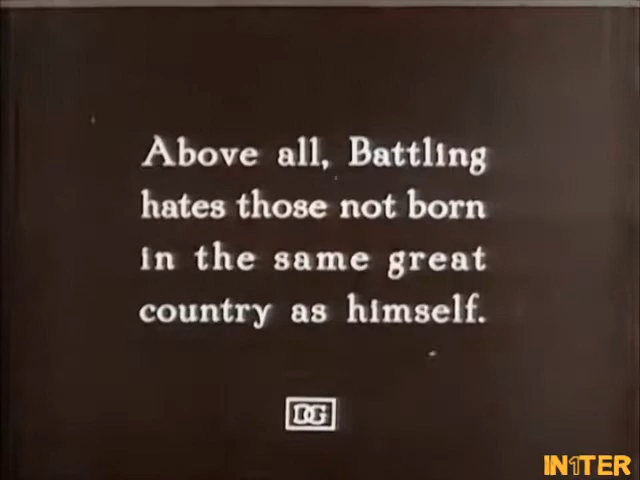 Above all, Battling
hates those not born
in the same great
country as himself.
DG
IN1TER